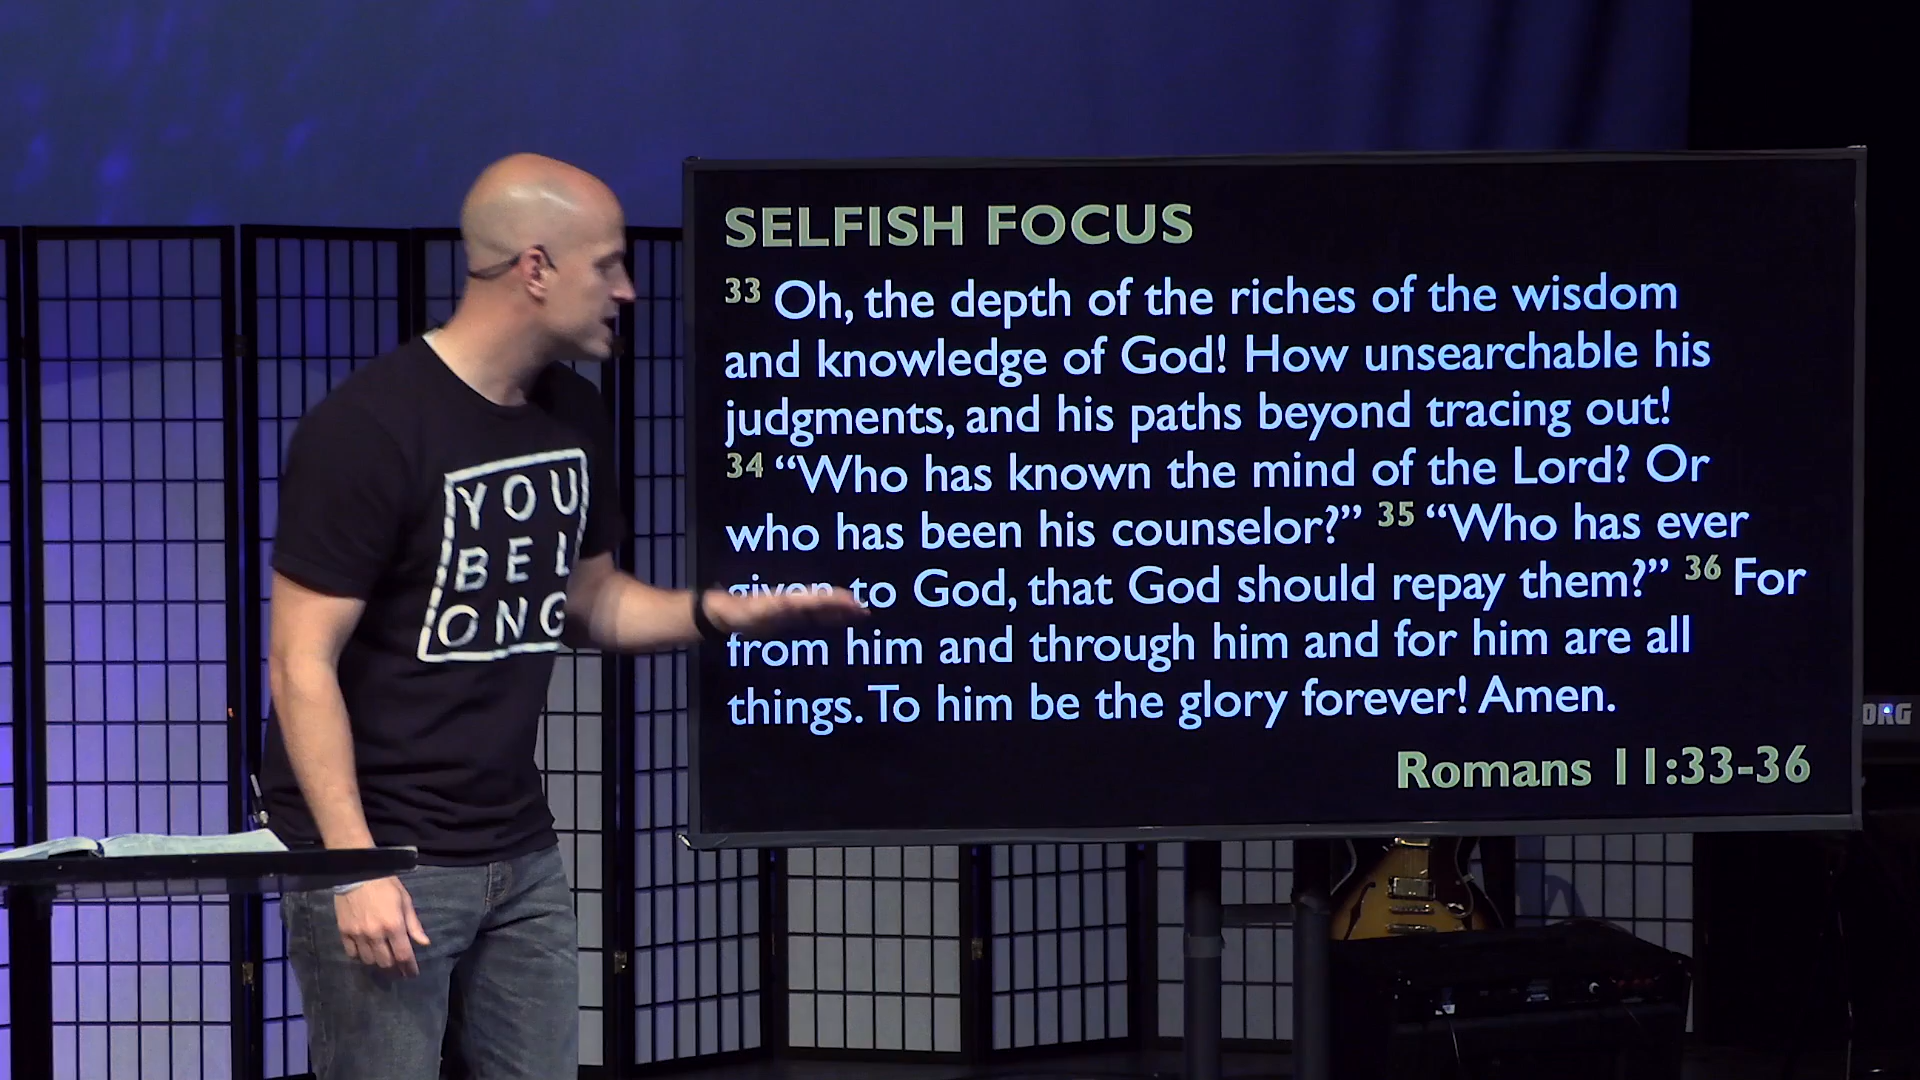 SELFISH FOCUS
33 Oh, the depth of the riches of the wisdom
and knowledge of God! How unsearchable his
judgments, and his paths beyond tracing out!
34 “Who has known the mind of the Lord? Or
who has been his counselor?” 35 “Who has ever
given to God, that God should repay them?” 36 For
from him and through him and for him are all
things. To him be the glory forever! Amen.
Romans 11:33-36
YOU
BEL
ONG
ORG